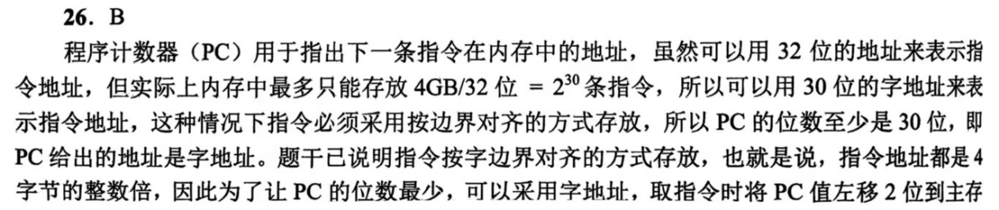 26. B
程序计数器（PC）用于指出下一条指令在内存中的地址，虽然可以用 32 位的地址来表示指
令地址，但实际上内存中最多只能存放 4GB/32 位 = 2³⁰ 条指令，所以可以用 30 位的字地址来表
示指令地址，这种情况下指令必须采用按边界对齐的方式存放，所以 PC 的位数至少是 30 位，即
PC 给出的地址是字地址。题干已说明指令按字边界对齐的方式存放，也就是说，指令地址都是 4
字节的整数倍，因此为了让 PC 的位数最少，可以采用字地址，取指令时将 PC 值左移 2 位到主存